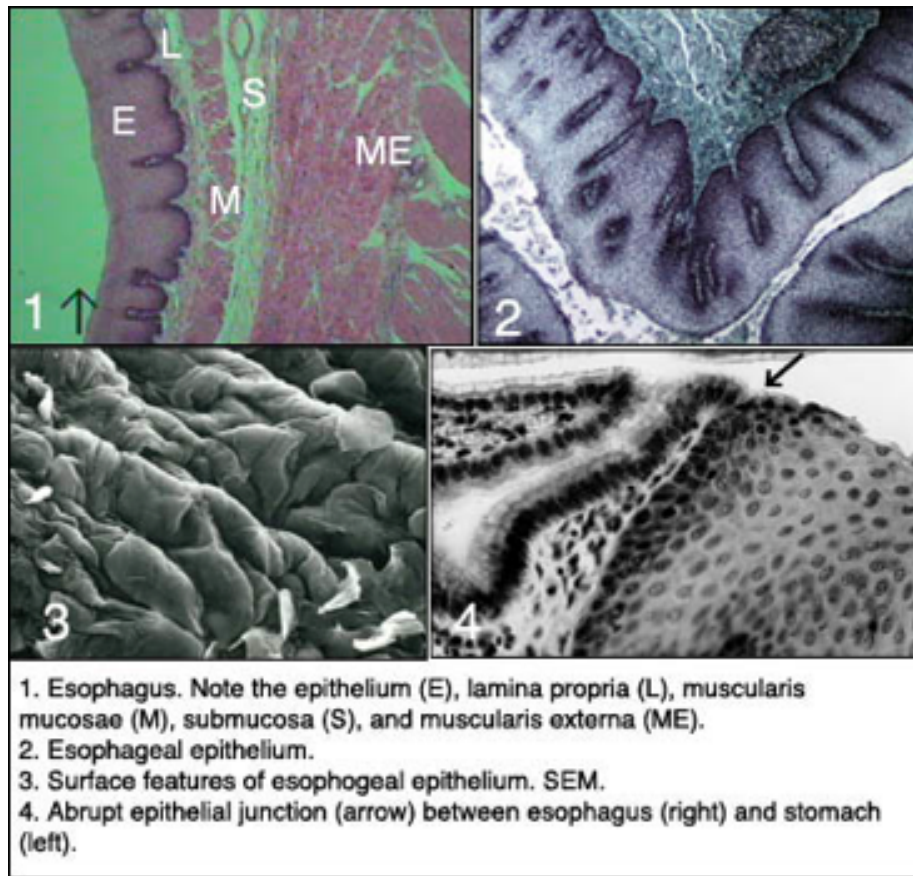 L
E
S
ME
M
1
2
3
4
1. Esophagus. Note the epithelium (E), lamina propria (L), muscularis
mucosae (M), submucosa (S), and muscularis externa (ME).
2. Esophageal epithelium.
3. Surface features of esophogeal epithelium. SEM.
4. Abrupt epithelial junction (arrow) between esophagus (right) and stomach
(left).